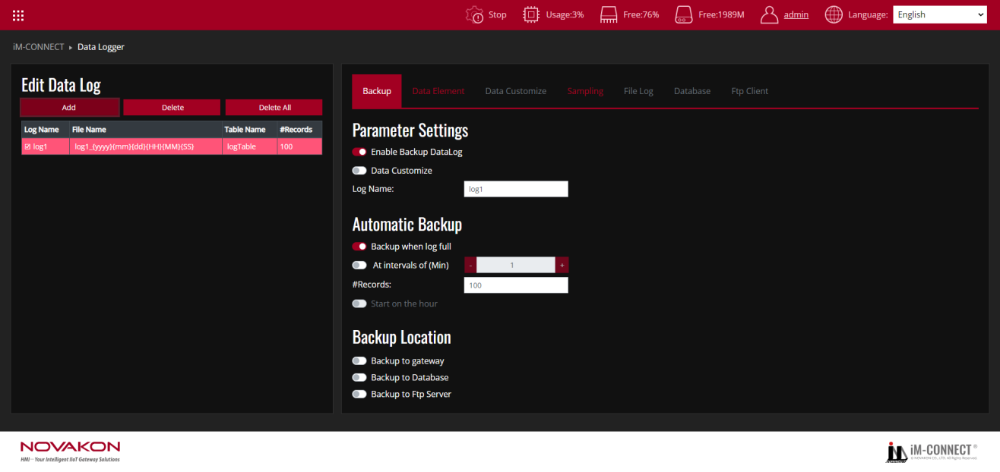 Stop Usage:3% Free:76% Free:1989M admin Language: English
iM-CONNECT ▸ Data Logger
Edit Data Log
Add Delete Delete All
Log Name File Name Table Name #Records
log1 log1_{yyyy}{mm}{dd}{HH}{MM}{SS} logTable 100
Backup Data Element Data Customize Sampling File Log Database Ftp Client
Parameter Settings
Enable Backup DataLog
Data Customize
Log Name: log1
Automatic Backup
Backup when log full
At intervals of (Min) - 1 +
#Records: 100
Start on the hour
Backup Location
Backup to gateway
Backup to Database
Backup to Ftp Server
NOVAKON
HMI – Your Intelligent IIoT Gateway Solutions
iM-CONNECT ®
© NOVAKON CO., LTD. All Rights Reserved.